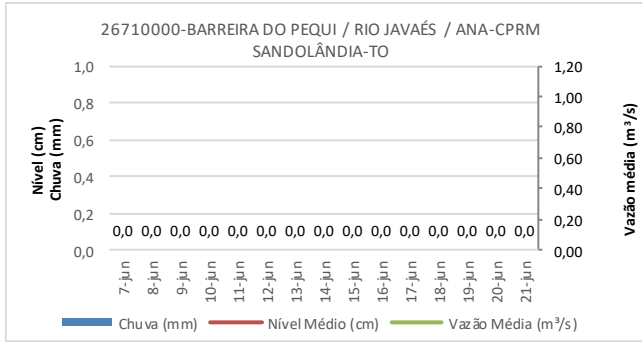 26710000-BARREIRA DO PEQUI / RIO JAVAÉS / ANA-CPRM
SANDOLÂNDIA-TO
Nível (cm)
Chuva (mm)
1,0
0,8
0,6
0,4
0,2
0,0
0,0 0,0 0,0 0,0 0,0 0,0 0,0 0,0 0,0 0,0 0,0 0,0 0,0 0,0 0,0
1,20
1,00
0,80
0,60
0,40
0,20
0,00
Vazão média (m³/s)
7-jun
8-jun
9-jun
10-jun
11-jun
12-jun
13-jun
14-jun
15-jun
16-jun
17-jun
18-jun
19-jun
20-jun
21-jun
Chuva (mm) Nível Médio (cm) Vazão Média (m³/s)